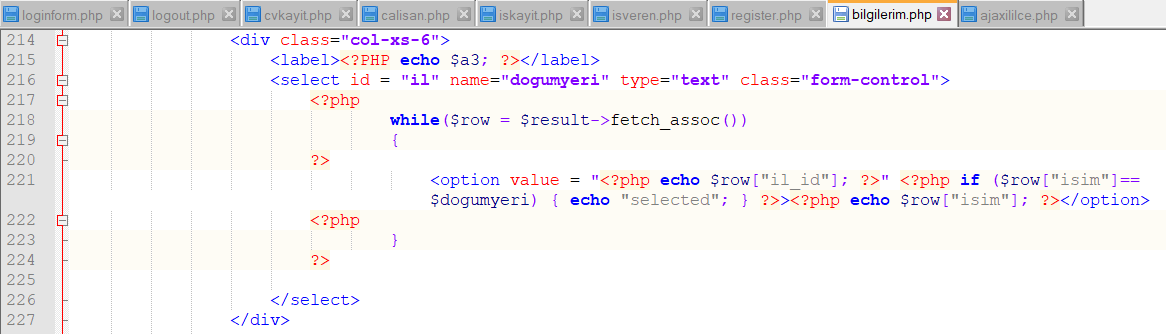 loginform.php logout.php cvkayit.php calisan.php iskayit.php isveren.php register.php bilgilerim.php ajaxililce.php
214 <div class="col-xs-6">
215 <label><?PHP echo $a3; ?></label>
216 <select id = "il" name="dogumyeri" type="text" class="form-control">
217 <?php
218 while($row = $result->fetch_assoc())
219 {
220 ?>
221 <option value = "<?php echo $row["il_id"]; ?>" <?php if ($row["isim"]==
$dogumyeri) { echo "selected"; } ?>><?php echo $row["isim"]; ?></option>
222 <?php
223 }
224 ?>
225
226 </select>
227 </div>